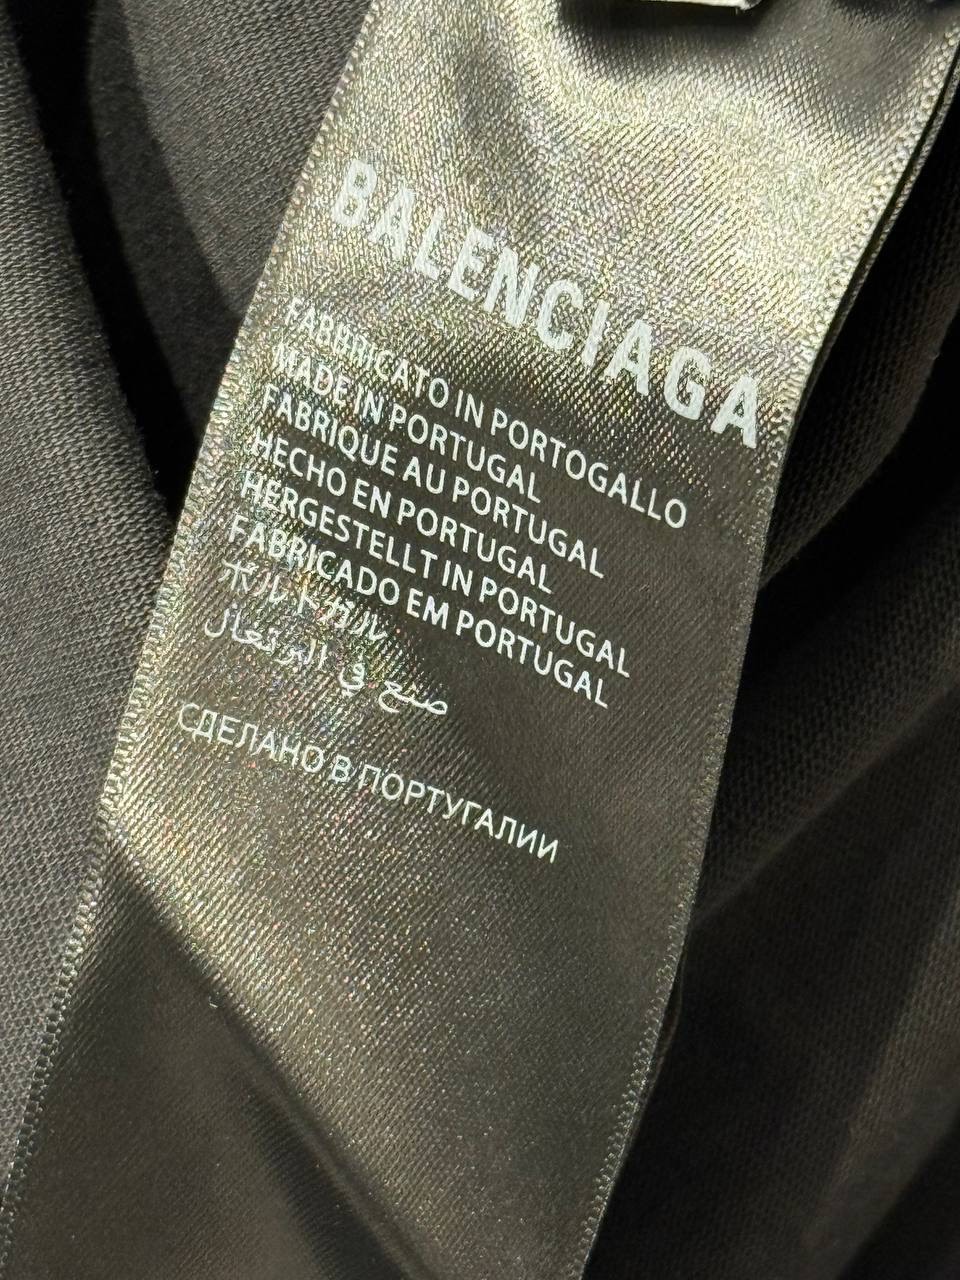 BALENCIAGA
FABBRICATO IN PORTOGALLO
MADE IN PORTUGAL
FABRIQUE AU PORTUGAL
HECHO EN PORTUGAL
HERGESTELLT IN PORTUGAL
FABRICADO EM PORTUGAL
ポルトガル
صنع في البرتغال
СДЕЛАНО В ПОРТУГАЛИИ